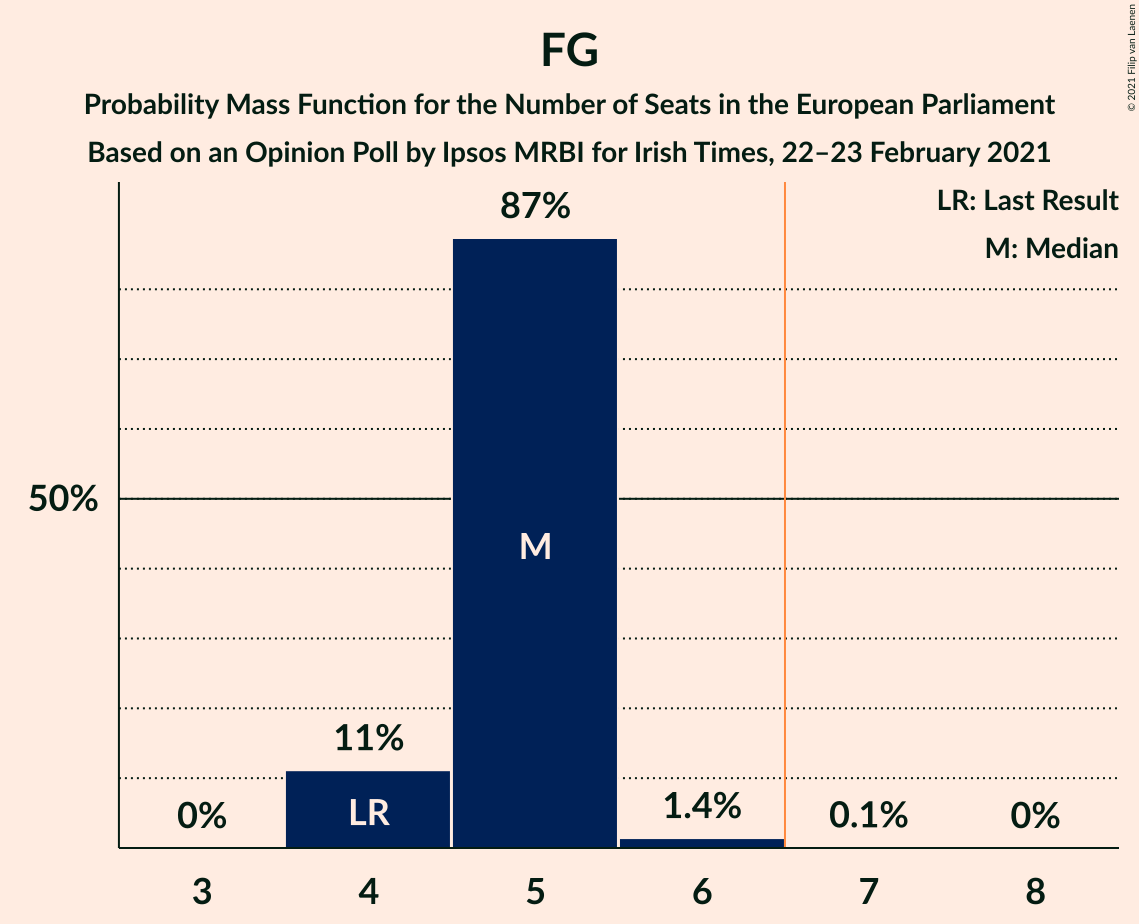 FG
Probability Mass Function for the Number of Seats in the European Parliament
Based on an Opinion Poll by Ipsos MRBI for Irish Times, 22–23 February 2021
© 2021 Filip van Laenen
LR: Last Result
M: Median
87%
50%
M
11%
LR
0%
1.4%
0.1%
0%
3 4 5 6 7 8